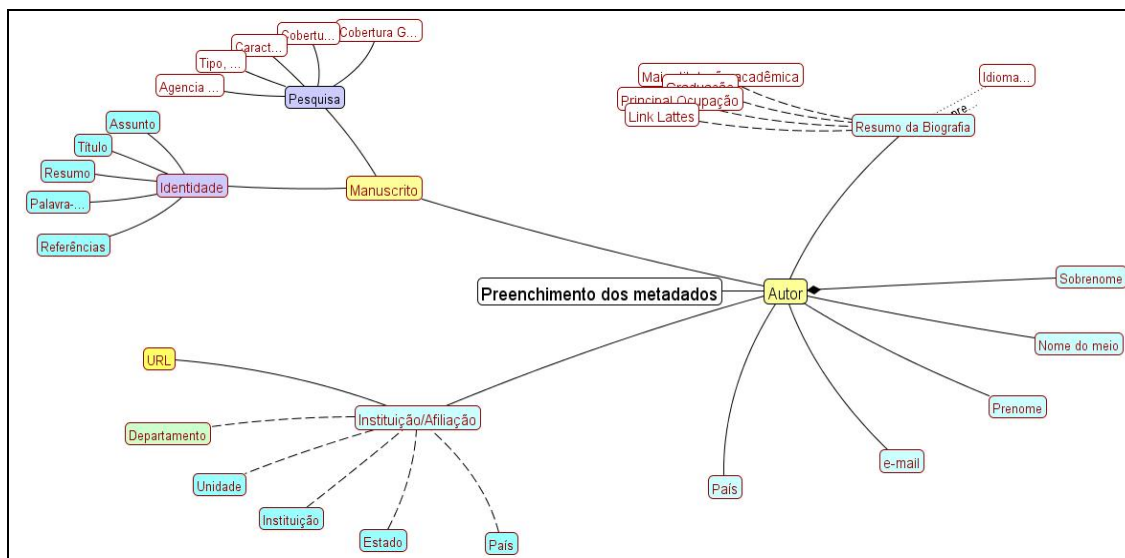 Cobertu...
Cobertura G...
Caract...
Tipo, ...
Agencia ...
Pesquisa
Assunto
Título
Resumo
Palavra-...
Referências
Identidade
Manuscrito
acadêmica
Principal Ocupação
Link Lattes
Idioma...
Resumo da Biografia
Preenchimento dos metadados
Autor
Sobrenome
Nome do meio
Prenome
e-mail
País
URL
Instituição/Afiliação
Departamento
Unidade
Instituição
Estado
País